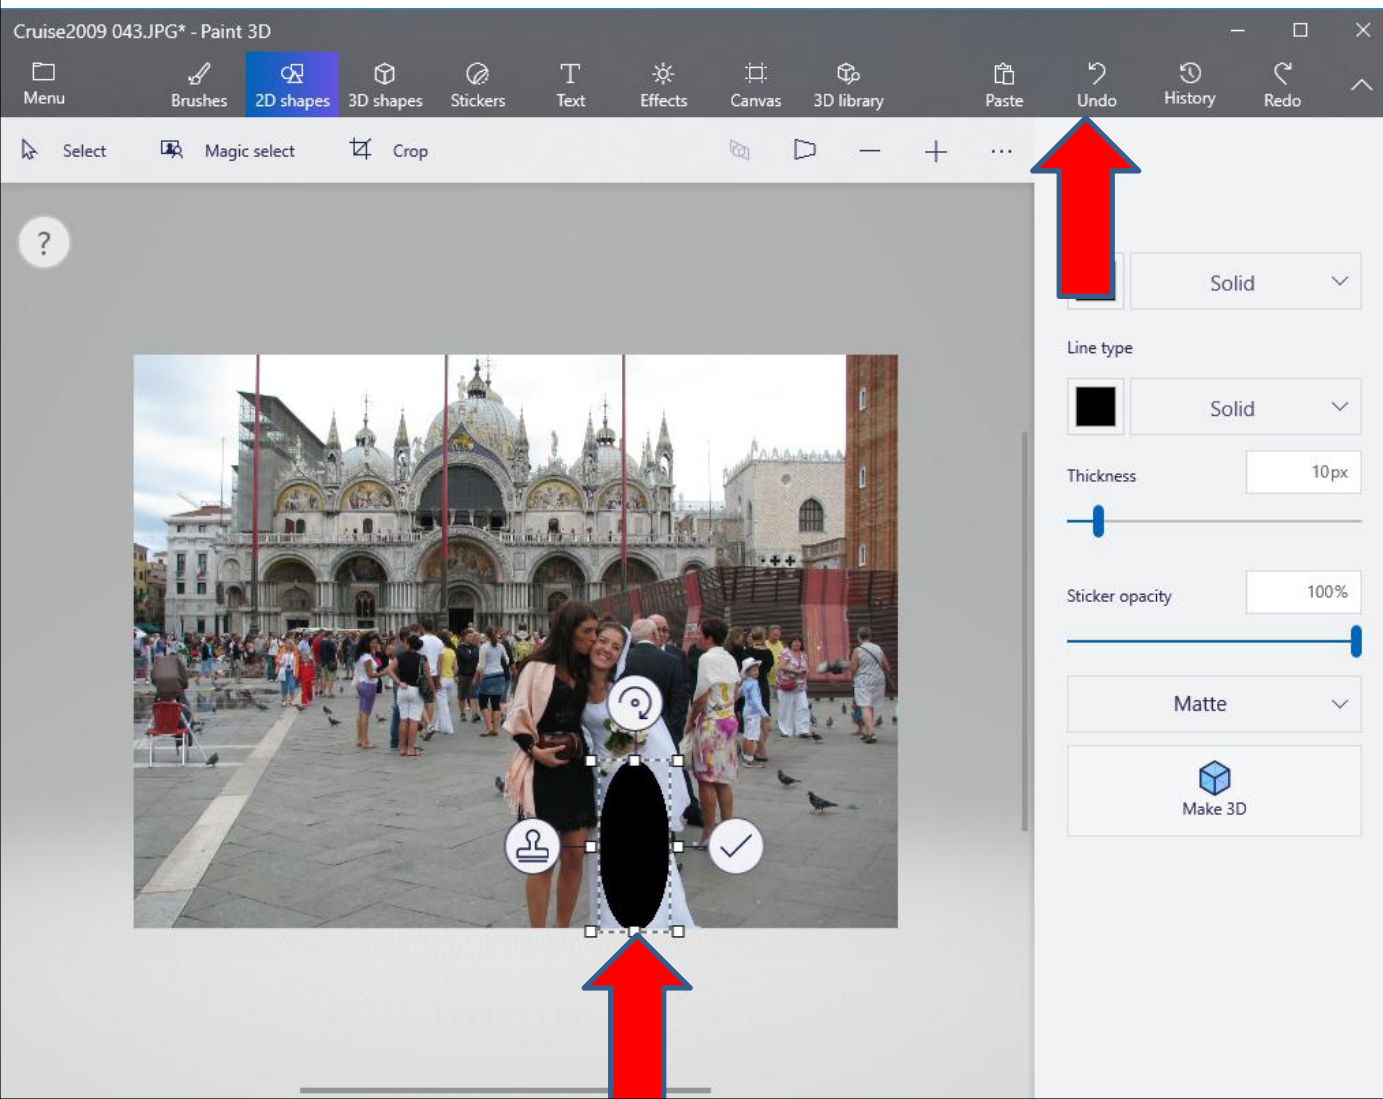 Cruise2009 043.JPG* - Paint 3D
Menu
Brushes
2D shapes
3D shapes
Stickers
Text
Effects
Canvas
3D library
Paste
Undo
History
Redo
Select
Magic select
Crop
?
Solid
Line type
Solid
Thickness
10px
Sticker opacity
100%
Matte
Make 3D